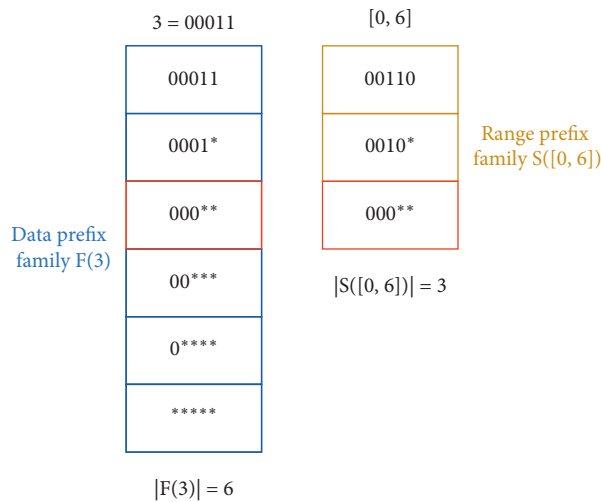 3 = 00011
[0, 6]
00011
0001*
000**
00***
0****
*****
Data prefix
family F(3)
|F(3)| = 6
00110
0010*
000**
Range prefix
family S([0, 6])
|S([0, 6])| = 3